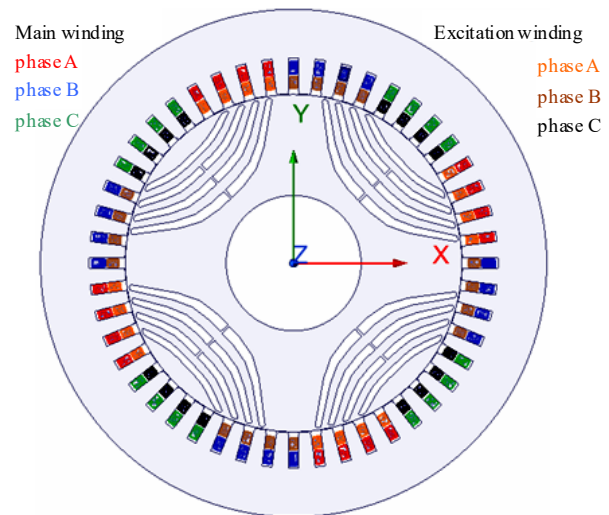 Main winding
phase A
phase B
phase C
Excitation winding
phase A
phase B
phase C
Y
Z
X